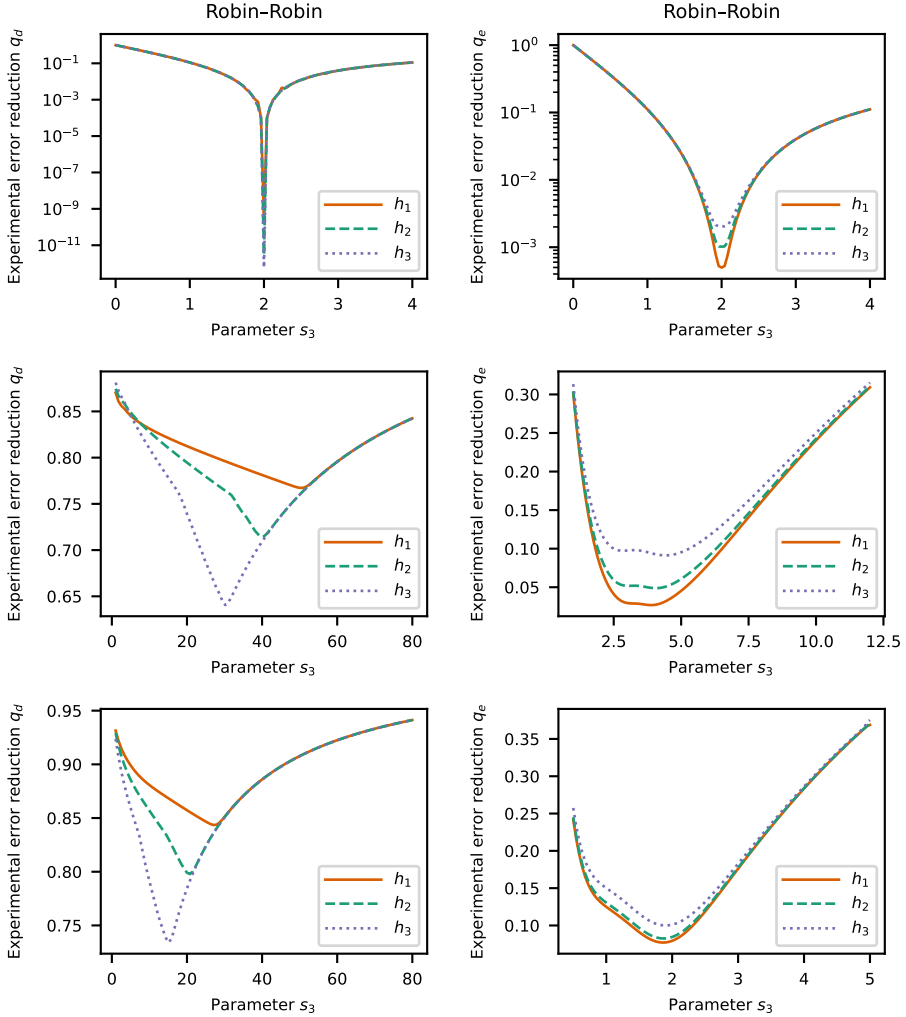 Robin–Robin
Experimental error reduction q_d
10^−1
10^−3
10^−5
10^−7
10^−9
10^−11
0 1 2 3 4
Parameter s_3
h_1
h_2
h_3
Robin–Robin
Experimental error reduction q_e
10^0
10^−1
10^−2
10^−3
0 1 2 3 4
Parameter s_3
h_1
h_2
h_3
Experimental error reduction q_d
0.85
0.80
0.75
0.70
0.65
0 20 40 60 80
Parameter s_3
h_1
h_2
h_3
Experimental error reduction q_e
0.30
0.25
0.20
0.15
0.10
0.05
2.5 5.0 7.5 10.0 12.5
Parameter s_3
h_1
h_2
h_3
Experimental error reduction q_d
0.95
0.90
0.85
0.80
0.75
0 20 40 60 80
Parameter s_3
h_1
h_2
h_3
Experimental error reduction q_e
0.35
0.30
0.25
0.20
0.15
0.10
1 2 3 4 5
Parameter s_3
h_1
h_2
h_3